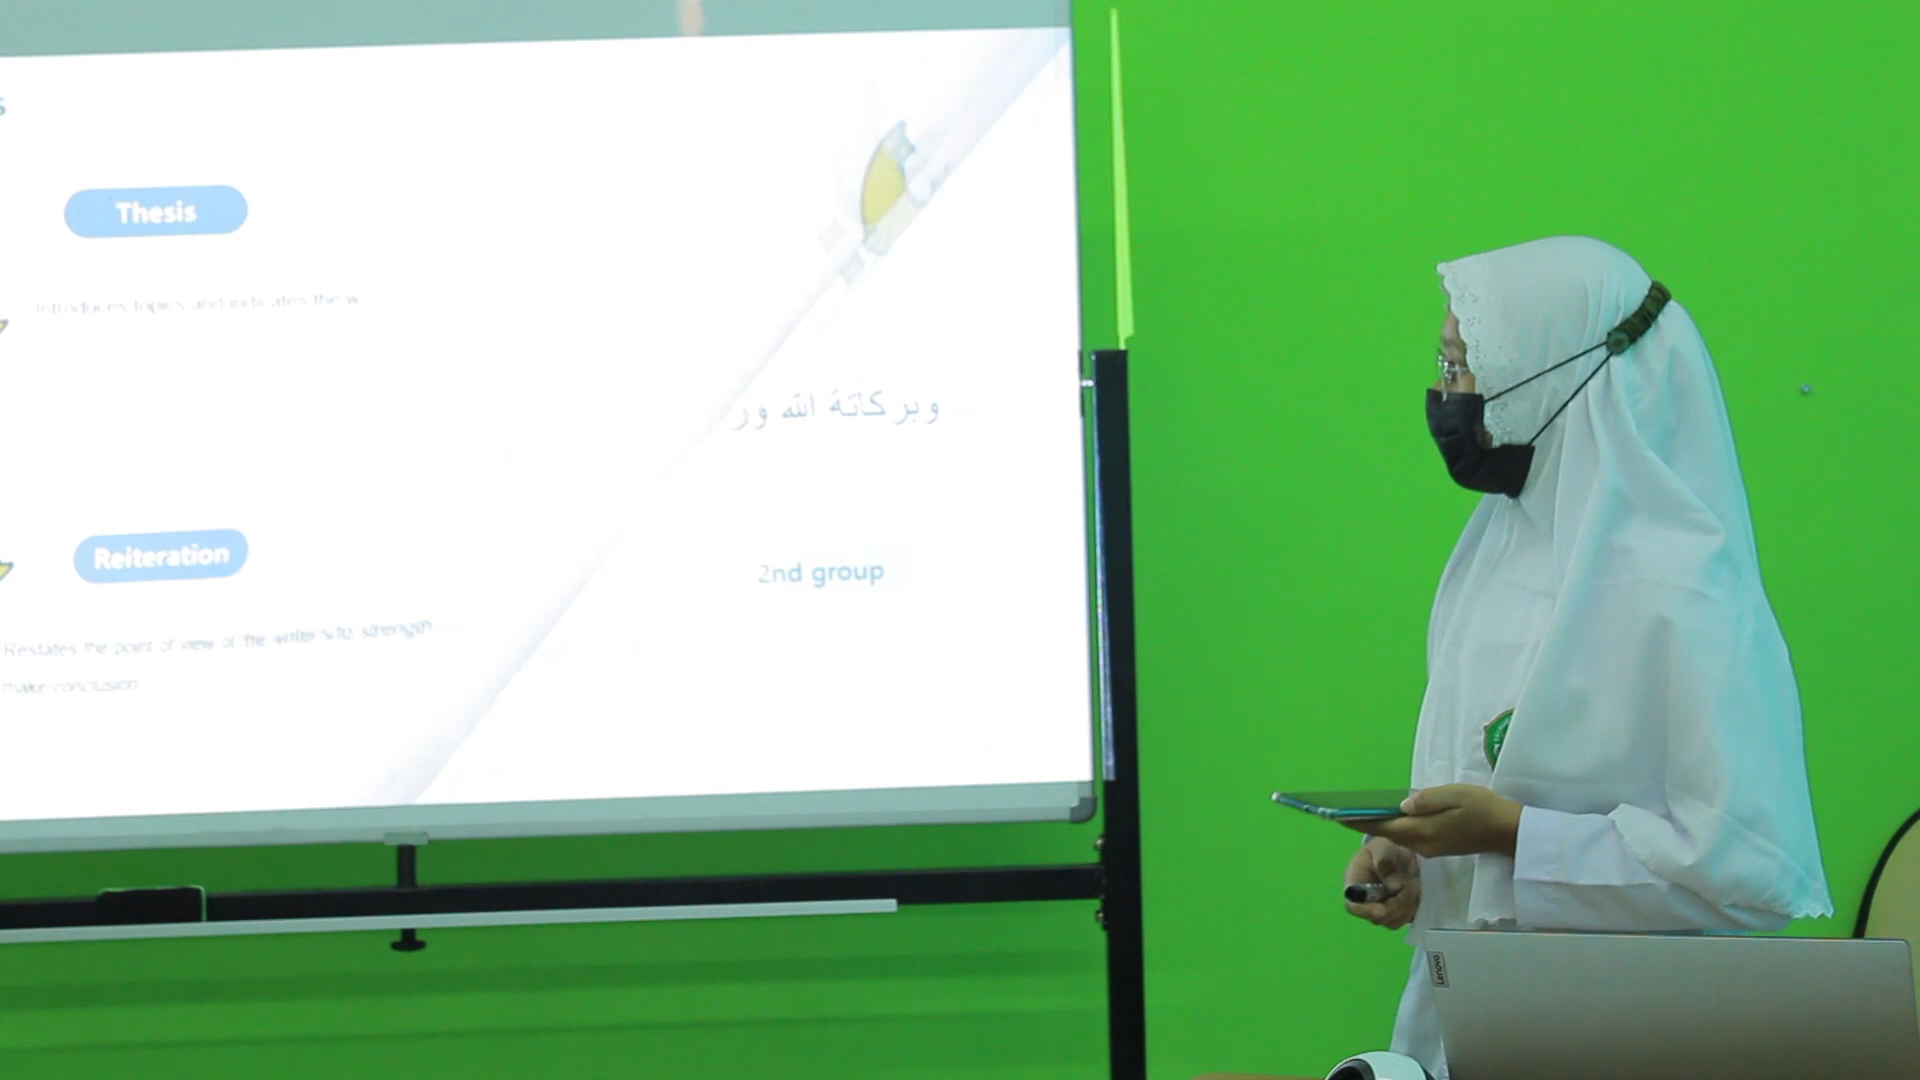 Thesis
Introduces topics and indicates the w
وبركاتة الله ور
2nd group
Reiteration
Restates the point of view of the writer s to strength
make conclusion
Lenovo